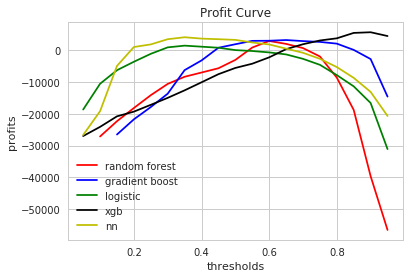 Profit Curve
profits
0
−10000
−20000
−30000
−40000
−50000
random forest
gradient boost
logistic
xgb
nn
0.2
0.4
0.6
0.8
thresholds